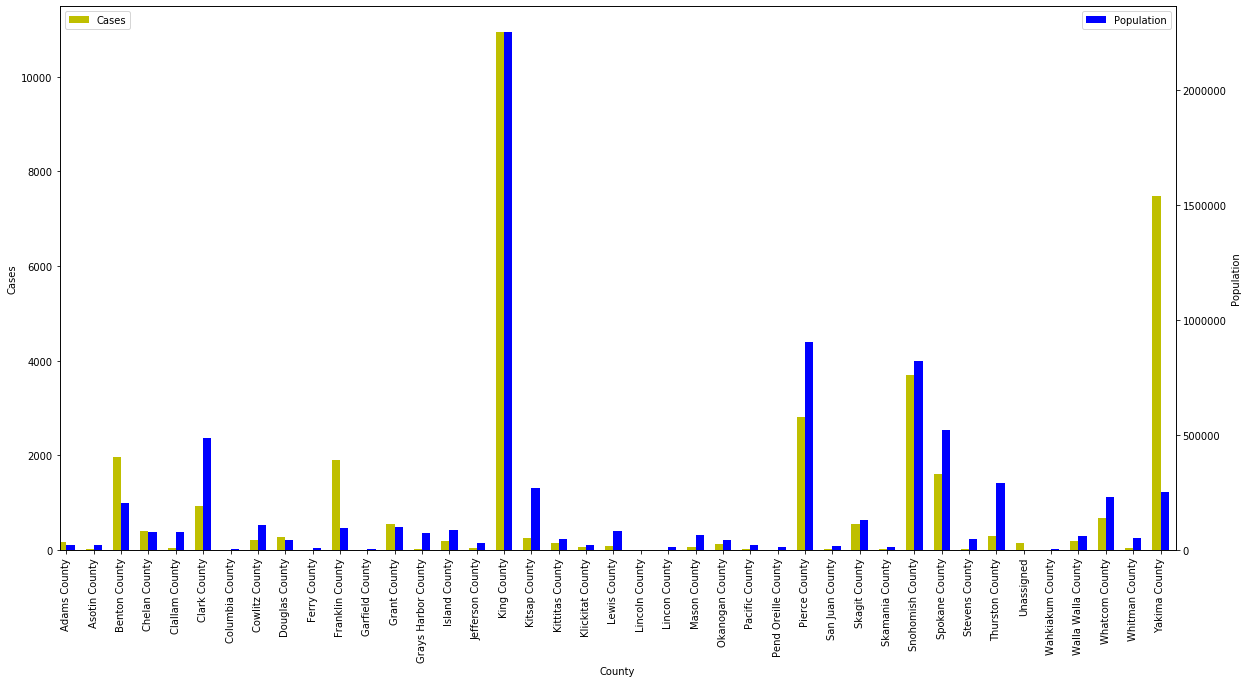 Cases
Population
10000
8000
6000
4000
2000
0
Cases
2000000
1500000
1000000
500000
0
Population
Adams County
Asotin County
Benton County
Chelan County
Clallam County
Clark County
Columbia County
Cowlitz County
Douglas County
Ferry County
Franklin County
Garfield County
Grant County
Grays Harbor County
Island County
Jefferson County
King County
Kitsap County
Kittitas County
Klickitat County
Lewis County
Lincoln County
Lincon County
Mason County
Okanogan County
Pacific County
Pend Oreille County
Pierce County
San Juan County
Skagit County
Skamania County
Snohomish County
Spokane County
Stevens County
Thurston County
Unassigned
Wahkiakum County
Walla Walla County
Whatcom County
Whitman County
Yakima County
County